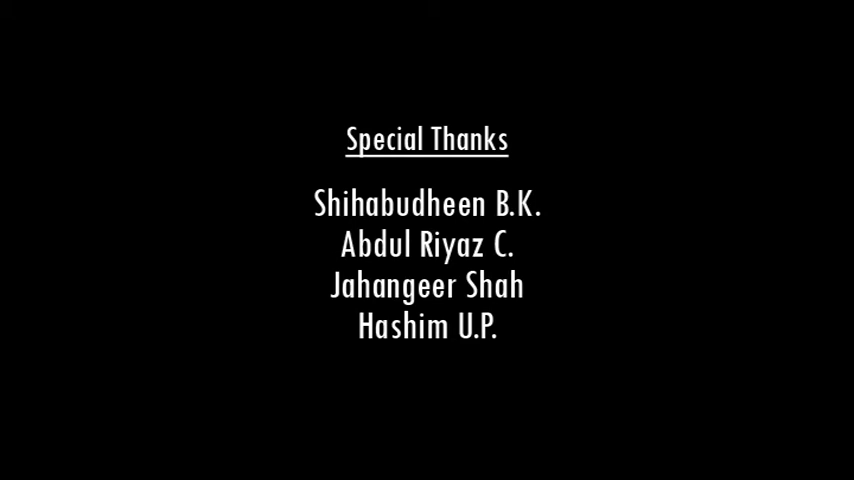 Special Thanks
Shihabudheen B.K.
Abdul Riyaz C.
Jahangeer Shah
Hashim U.P.